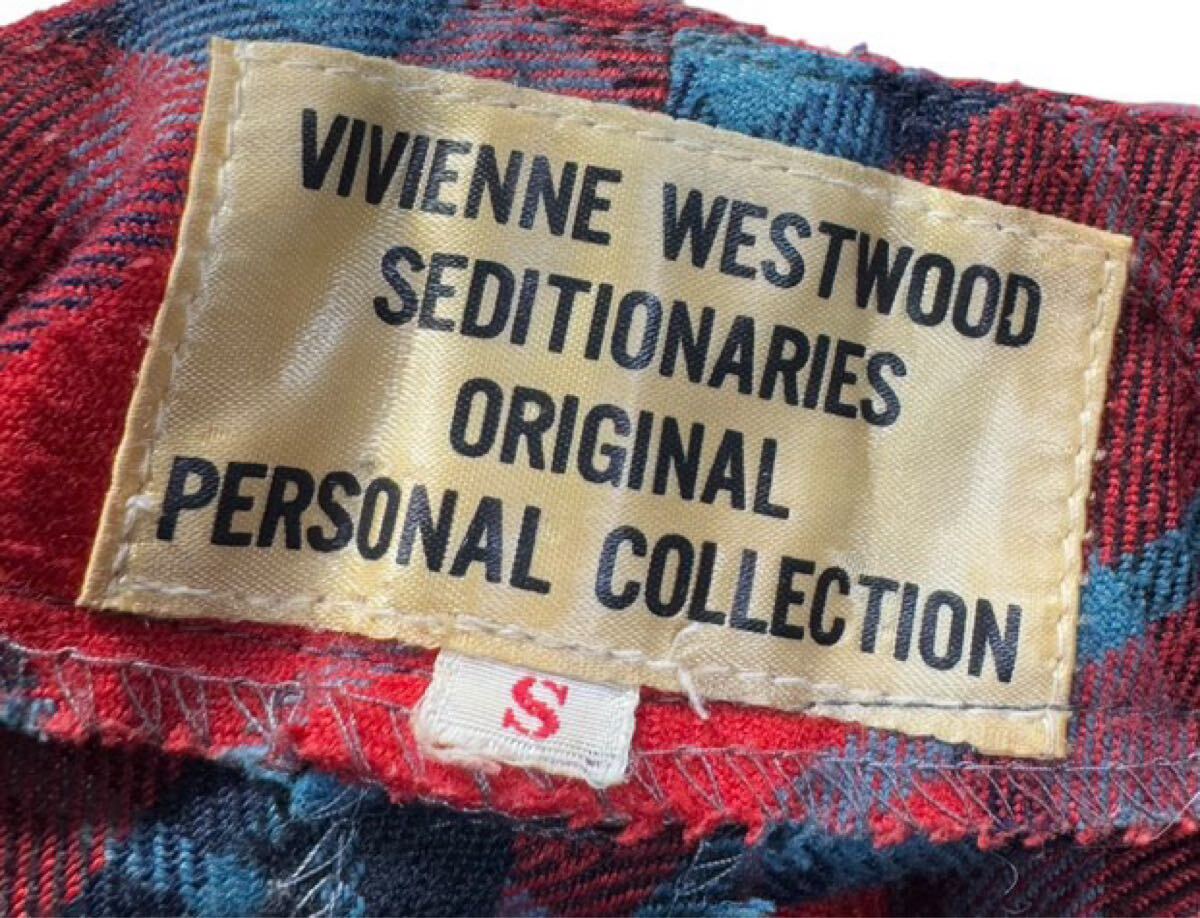 VIVIENNE WESTWOOD
SEDITIONARIES
ORIGINAL
PERSONAL COLLECTION
S